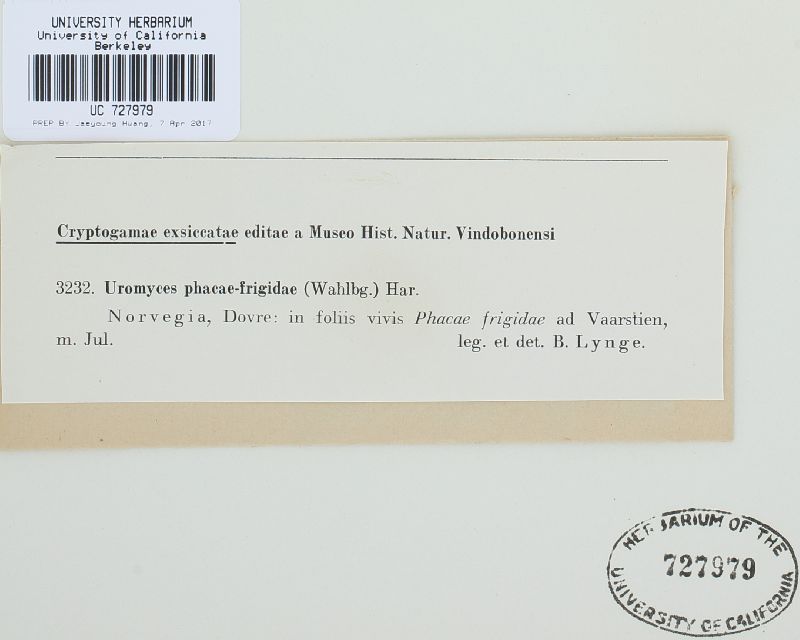 UNIVERSITY HERBARIUM
University of California
Berkeley
UC 727979
PREP BY Jaeyoung Huang, 7 Apr 2017
Cryptogamae exsiccatae editae a Museo Hist. Natur. Vindobonensi
3232. Uromyces phacae-frigidae (Wahlbg.) Har.
Norvegia, Dovre: in foliis vivis Phacae frigidae ad Vaarstien,
m. Jul. leg. et det. B. Lynge.
HERBARIUM OF THE
727979
UNIVERSITY OF CALIFORNIA